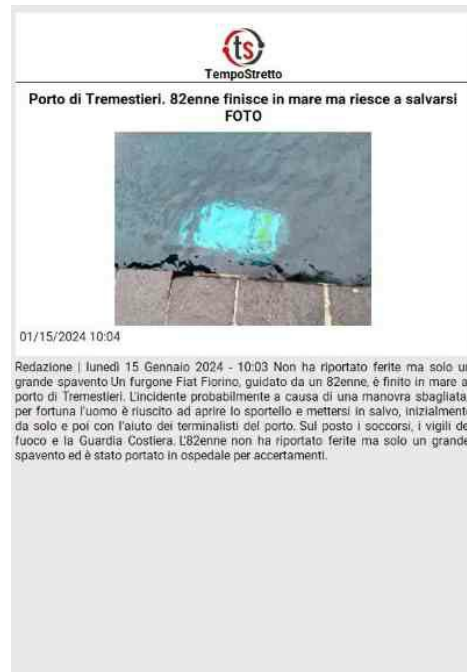 ts
TempoStretto
Porto di Tremestieri. 82enne finisce in mare ma riesce a salvarsi
FOTO
01/15/2024 10:04
Redazione | lunedì 15 Gennaio 2024 - 10:03 Non ha riportato ferite ma solo un
grande spavento Un furgone Fiat Fiorino, guidato da un 82enne, è finito in mare a
porto di Tremestieri. L'incidente probabilmente a causa di una manovra sbagliata,
per fortuna l'uomo è riuscito ad aprire lo sportello e mettersi in salvo, inizialment
da solo e poi con l'aiuto dei terminalisti del porto. Sul posto i soccorsi, i vigili de
fuoco e la Guardia Costiera. L'82enne non ha riportato ferite ma solo un grande
spavento ed è stato portato in ospedale per accertamenti.